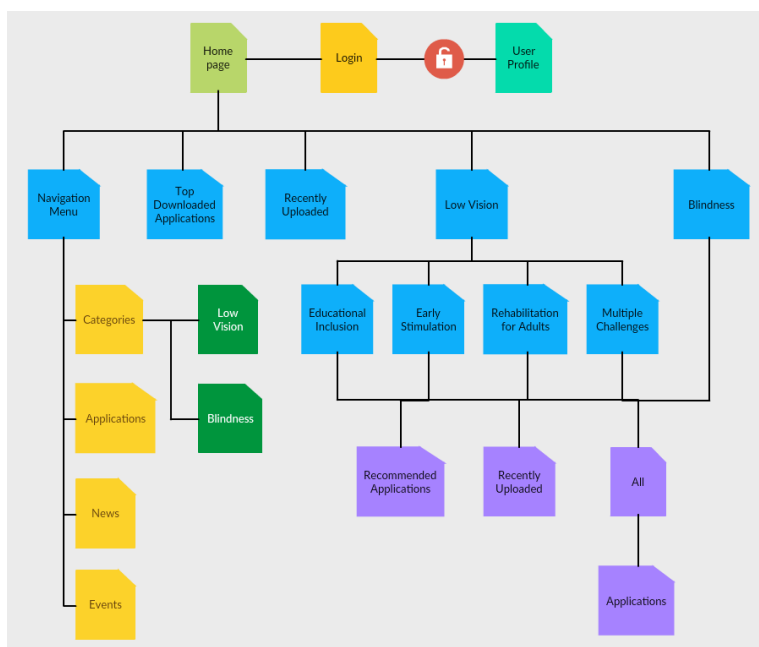 Home
page
Login
User
Profile
Navigation
Menu
Top
Downloaded
Applications
Recently
Uploaded
Low Vision
Blindness
Categories
Low
Vision
Educational
Inclusion
Early
Stimulation
Rehabilitation
for Adults
Multiple
Challenges
Applications
Blindness
Recommended
Applications
Recently
Uploaded
All
News
Events
Applications